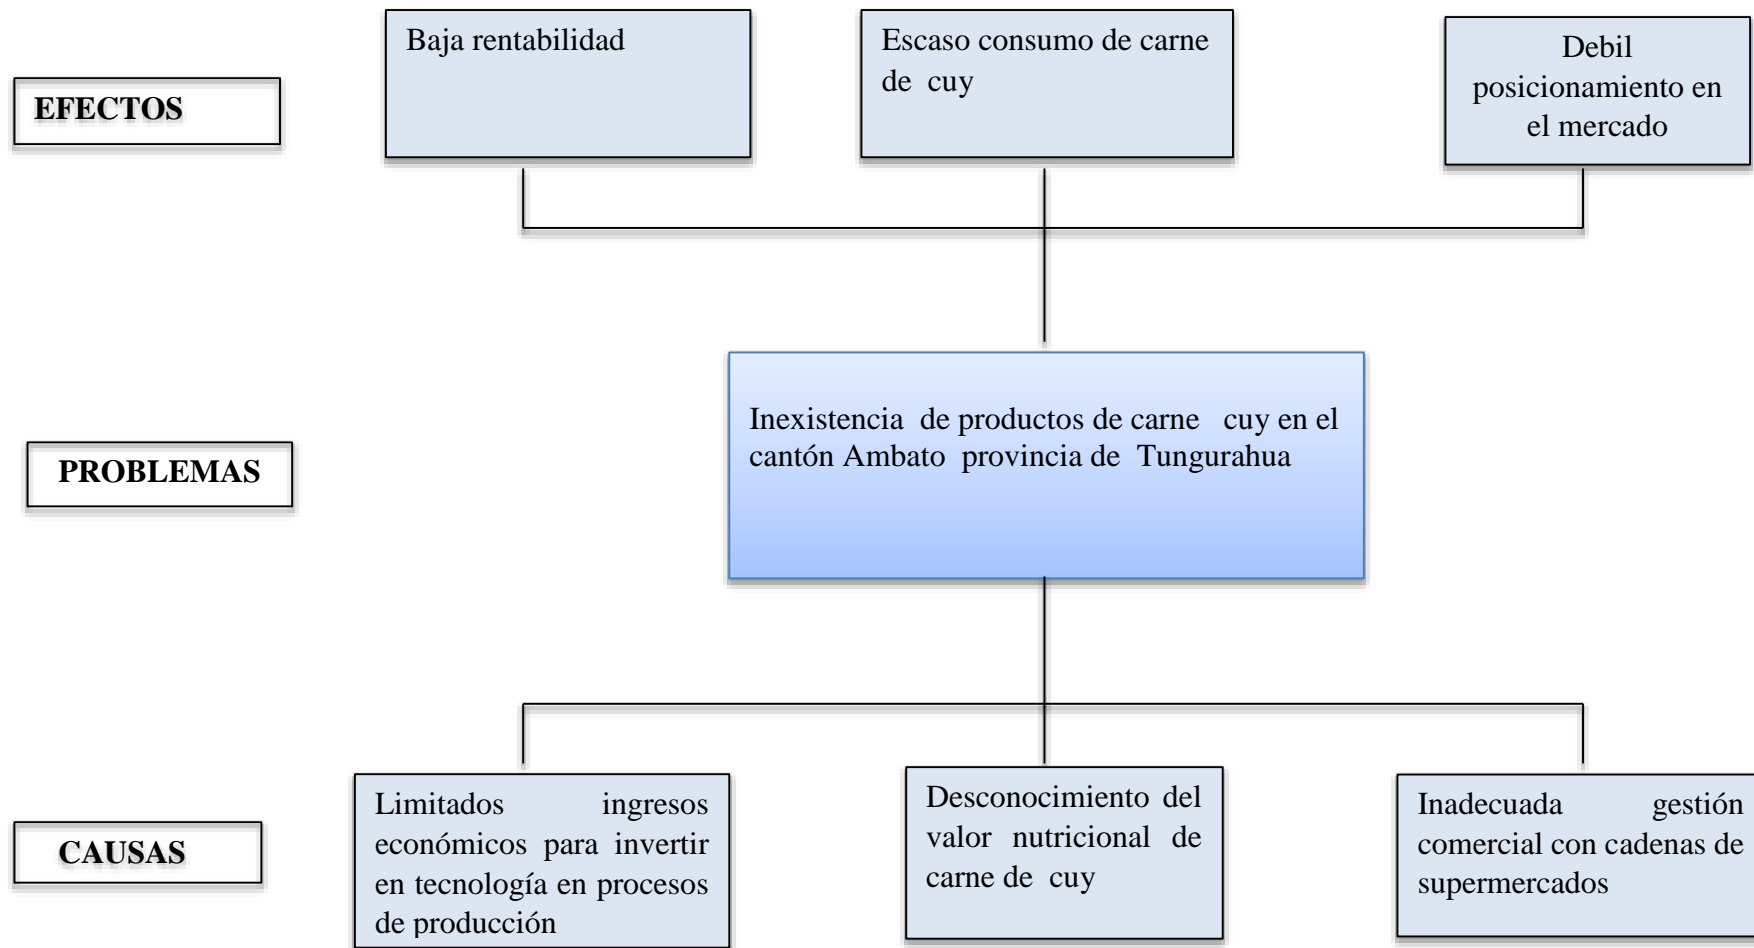 Baja rentabilidad
Escaso consumo de carne
de cuy
Debil
posicionamiento en
el mercado
EFECTOS
Inexistencia de productos de carne cuy en el
cantón Ambato provincia de Tungurahua
PROBLEMAS
Limitados ingresos
económicos para invertir
en tecnología en procesos
de producción
Desconocimiento del
valor nutricional de
carne de cuy
Inadecuada gestión
comercial con cadenas de
supermercados
CAUSAS